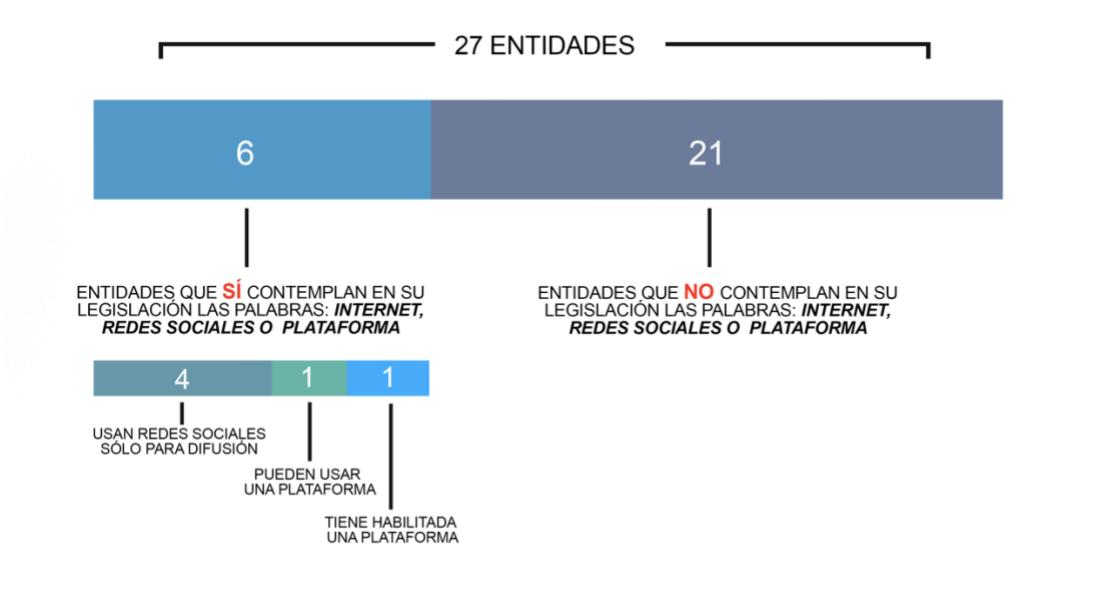 27 ENTIDADES
6
21
ENTIDADES QUE SÍ CONTEMPLAN EN SU
LEGISLACIÓN LAS PALABRAS: INTERNET,
REDES SOCIALES O PLATAFORMA
ENTIDADES QUE NO CONTEMPLAN EN SU
LEGISLACIÓN LAS PALABRAS: INTERNET,
REDES SOCIALES O PLATAFORMA
4
1
1
USAN REDES SOCIALES
SÓLO PARA DIFUSIÓN
PUEDEN USAR
UNA PLATAFORMA
TIENE HABILITADA
UNA PLATAFORMA